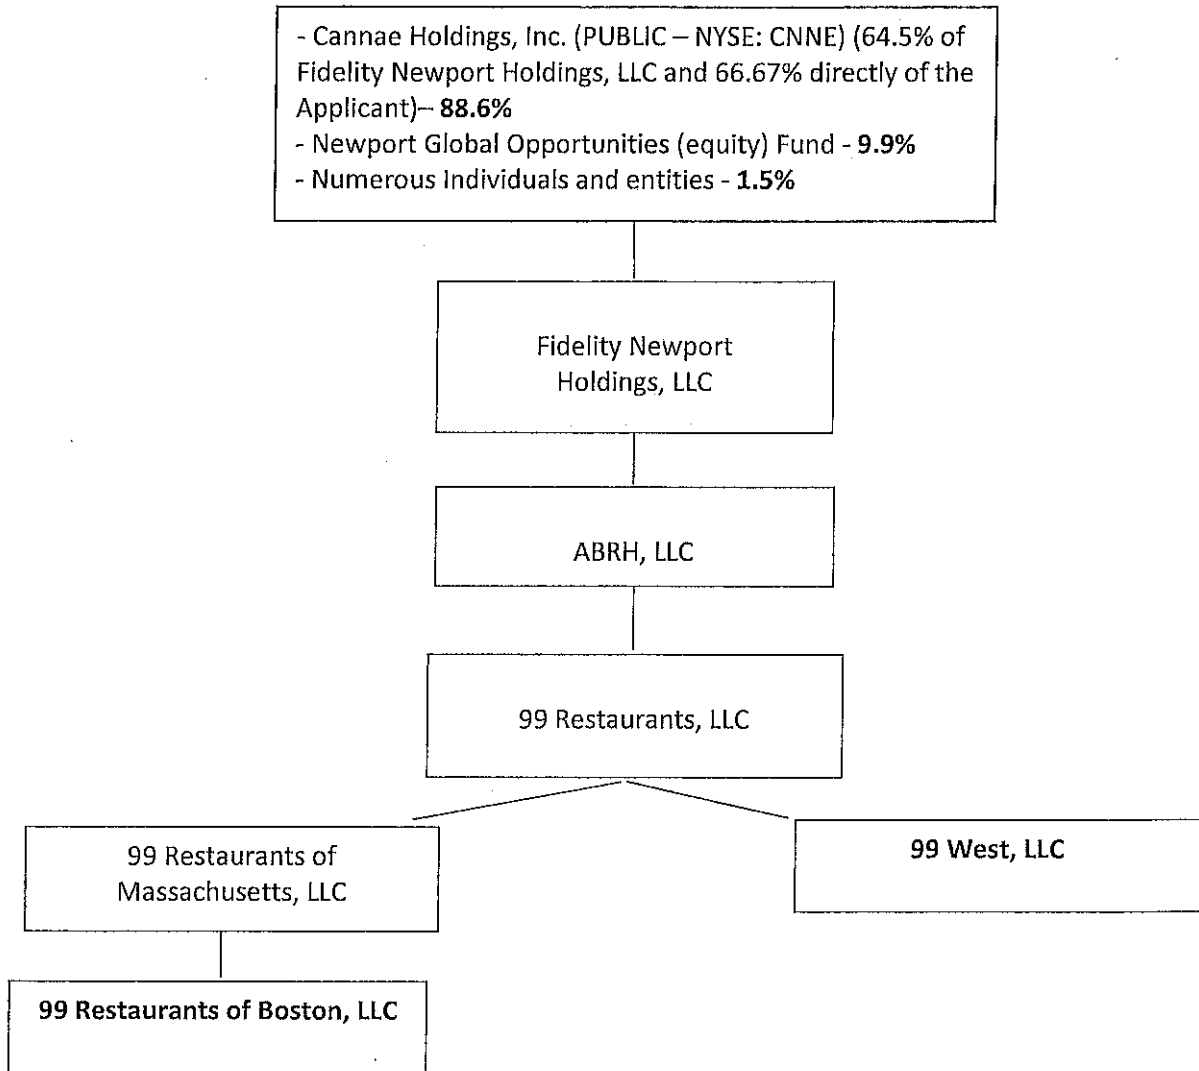 - Cannae Holdings, Inc. (PUBLIC – NYSE: CNNE) (64.5% of
Fidelity Newport Holdings, LLC and 66.67% directly of the
Applicant)– 88.6%
- Newport Global Opportunities (equity) Fund - 9.9%
- Numerous Individuals and entities - 1.5%
Fidelity Newport
Holdings, LLC
ABRH, LLC
99 Restaurants, LLC
99 Restaurants of
Massachusetts, LLC
99 West, LLC
99 Restaurants of Boston, LLC